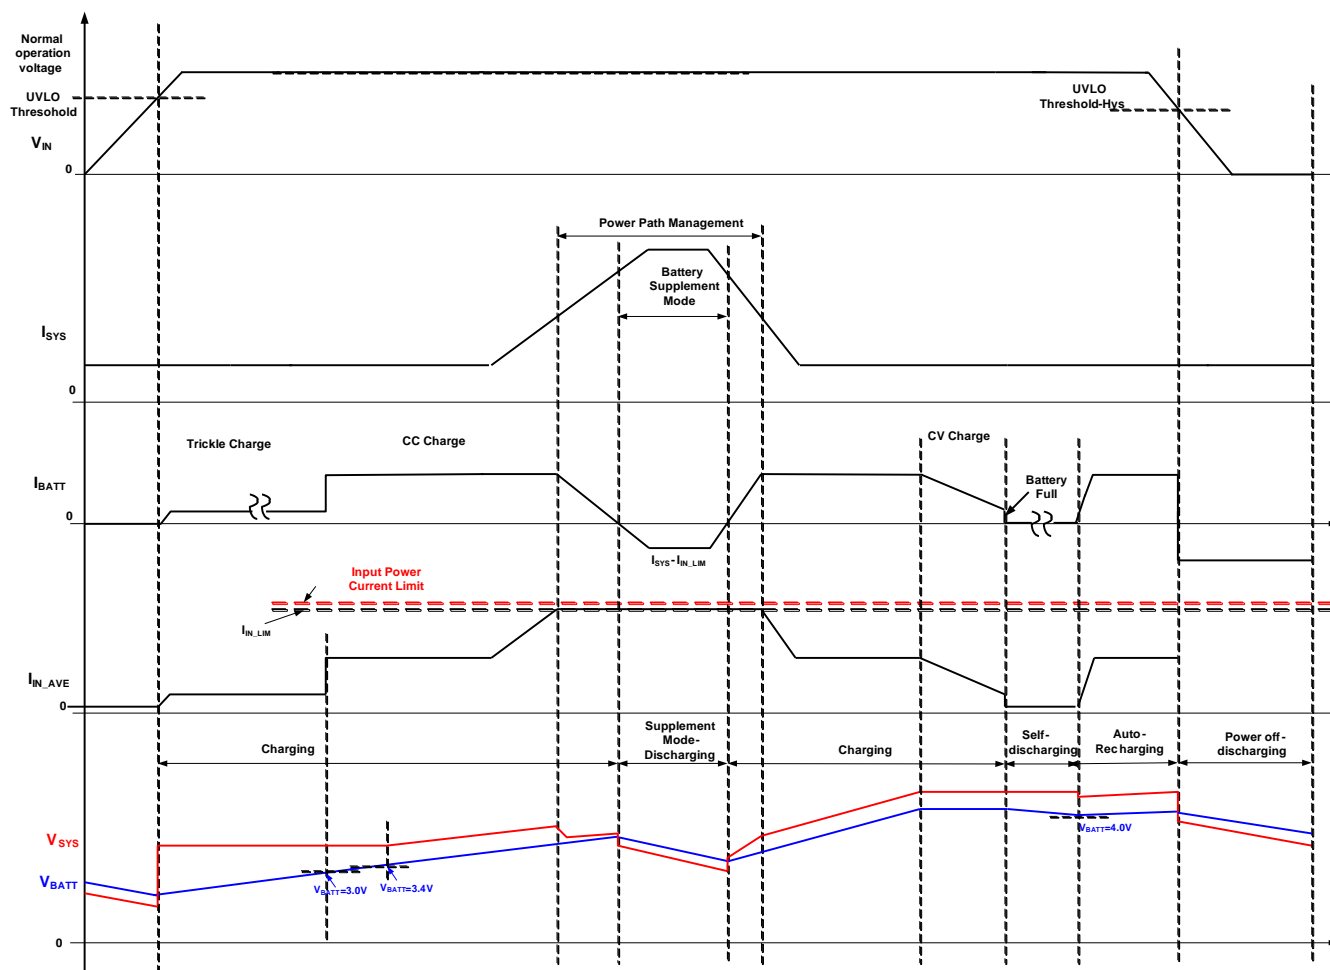 Normal
operation
voltage
UVLO
Thresohold
VIN
0
UVLO
Threshold-Hys
Power Path Management
Battery
Supplement
Mode
ISYS
0
Trickle Charge
CC Charge
CV Charge
Battery
Full
IBATT
0
ISYS-IIN_LIM
Input Power
Current Limit
IIN_LIM
IIN_AVE
0
Charging
Supplement
Mode-
Discharging
Charging
Self-
discharging
Auto-
Recharging
Power off-
discharging
VSYS
VBATT
VBATT=3.0V
VBATT=3.4V
VBATT=4.0V
0